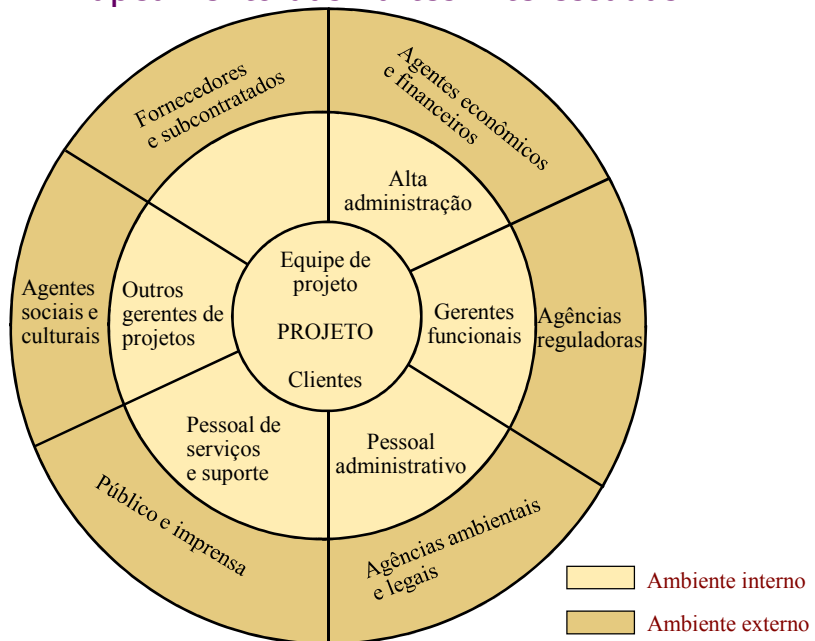 Fornecedores
e subcontratados
Agentes econômicos
e financeiros
Alta
administração
Equipe de
projeto
PROJETO
Clientes
Agentes
sociais e
culturais
Outros
gerentes de
projetos
Gerentes
funcionais
Agências
reguladoras
Pessoal de
serviços
e suporte
Pessoal
administrativo
Público e imprensa
Agências ambientais
e legais
Ambiente interno
Ambiente externo